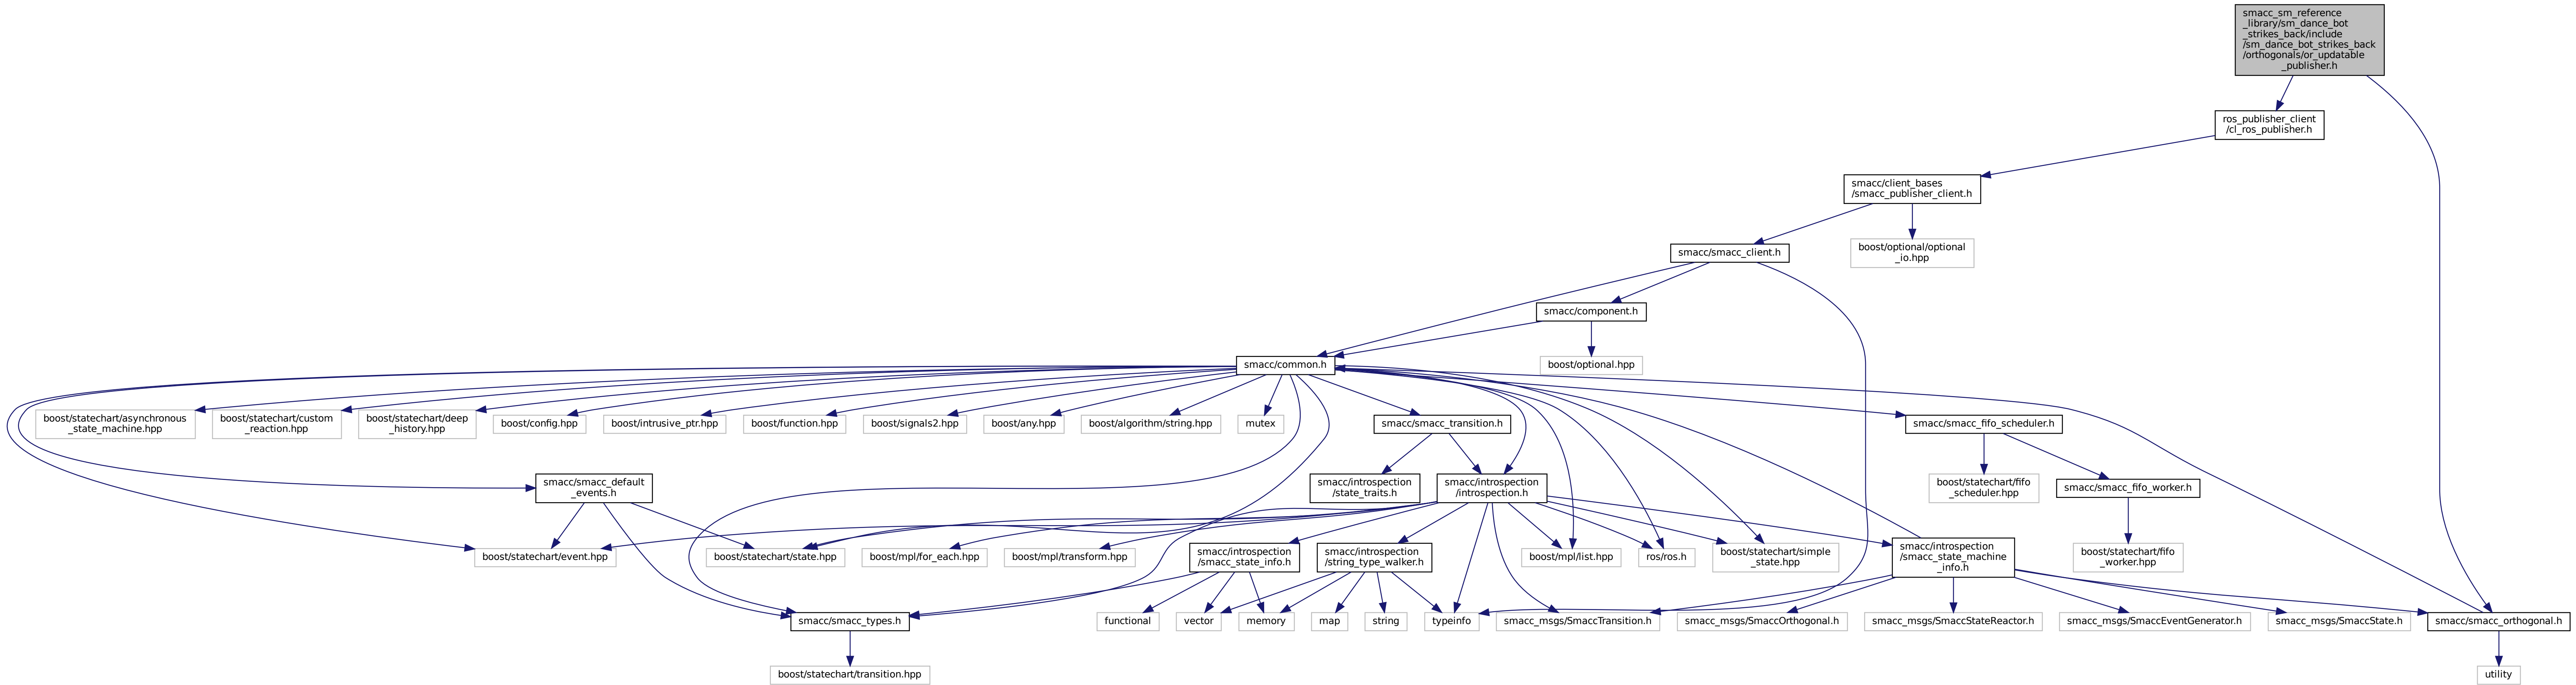 smacc_sm_reference
_library/sm_dance_bot
_strikes_back/include
/sm_dance_bot_strikes_back
/orthogonals/or_updatable
_publisher.h
ros_publisher_client
/cl_ros_publisher.h
smacc/client_bases
/smacc_publisher_client.h
smacc/smacc_client.h
boost/optional/optional
_io.hpp
smacc/component.h
smacc/common.h
boost/optional.hpp
boost/statechart/asynchronous
_state_machine.hpp
boost/statechart/custom
_reaction.hpp
boost/statechart/deep
_history.hpp
boost/config.hpp
boost/intrusive_ptr.hpp
boost/function.hpp
boost/signals2.hpp
boost/any.hpp
boost/algorithm/string.hpp
mutex
smacc/smacc_transition.h
smacc/smacc_fifo_scheduler.h
smacc/smacc_default
_events.h
smacc/introspection
/state_traits.h
smacc/introspection
/introspection.h
boost/statechart/fifo
_scheduler.hpp
smacc/smacc_fifo_worker.h
boost/statechart/event.hpp
boost/statechart/state.hpp
boost/mpl/for_each.hpp
boost/mpl/transform.hpp
smacc/introspection
/smacc_state_info.h
smacc/introspection
/string_type_walker.h
boost/mpl/list.hpp
ros/ros.h
boost/statechart/simple
_state.hpp
smacc/introspection
/smacc_state_machine
_info.h
boost/statechart/fifo
_worker.hpp
smacc/smacc_types.h
functional
vector
memory
map
string
typeinfo
smacc_msgs/SmaccTransition.h
smacc_msgs/SmaccOrthogonal.h
smacc_msgs/SmaccStateReactor.h
smacc_msgs/SmaccEventGenerator.h
smacc_msgs/SmaccState.h
smacc/smacc_orthogonal.h
boost/statechart/transition.hpp
utility